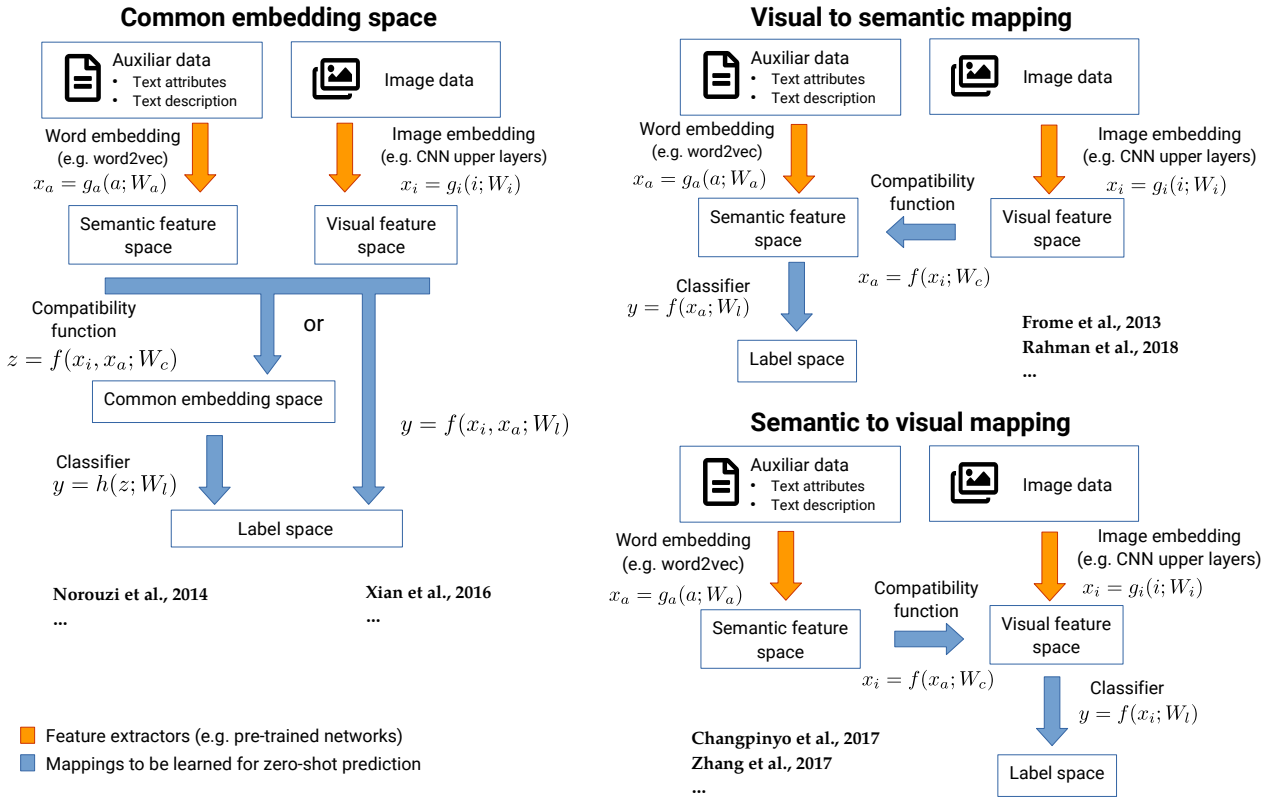 Common embedding space
Auxiliar data
• Text attributes
• Text description
Image data
Word embedding
(e.g. word2vec)
x_a = g_a(a; W_a)
Image embedding
(e.g. CNN upper layers)
x_i = g_i(i; W_i)
Semantic feature
space
Visual feature
space
Compatibility
function
z = f(x_i, x_a; W_c)
or
Common embedding space
y = f(x_i, x_a; W_l)
Classifier
y = h(z; W_l)
Label space
Norouzi et al., 2014
...
Xian et al., 2016
...
Feature extractors (e.g. pre-trained networks)
Mappings to be learned for zero-shot prediction
Visual to semantic mapping
Auxiliar data
• Text attributes
• Text description
Image data
Word embedding
(e.g. word2vec)
x_a = g_a(a; W_a)
Image embedding
(e.g. CNN upper layers)
x_i = g_i(i; W_i)
Compatibility
function
Semantic feature
space
Visual feature
space
x_a = f(x_i; W_c)
Classifier
y = f(x_a; W_l)
Label space
Frome et al., 2013
Rahman et al., 2018
...
Semantic to visual mapping
Auxiliar data
• Text attributes
• Text description
Image data
Word embedding
(e.g. word2vec)
x_a = g_a(a; W_a)
Image embedding
(e.g. CNN upper layers)
x_i = g_i(i; W_i)
Compatibility
function
Semantic feature
space
Visual feature
space
x_i = f(x_a; W_c)
Classifier
y = f(x_i; W_l)
Label space
Changpinyo et al., 2017
Zhang et al., 2017
...